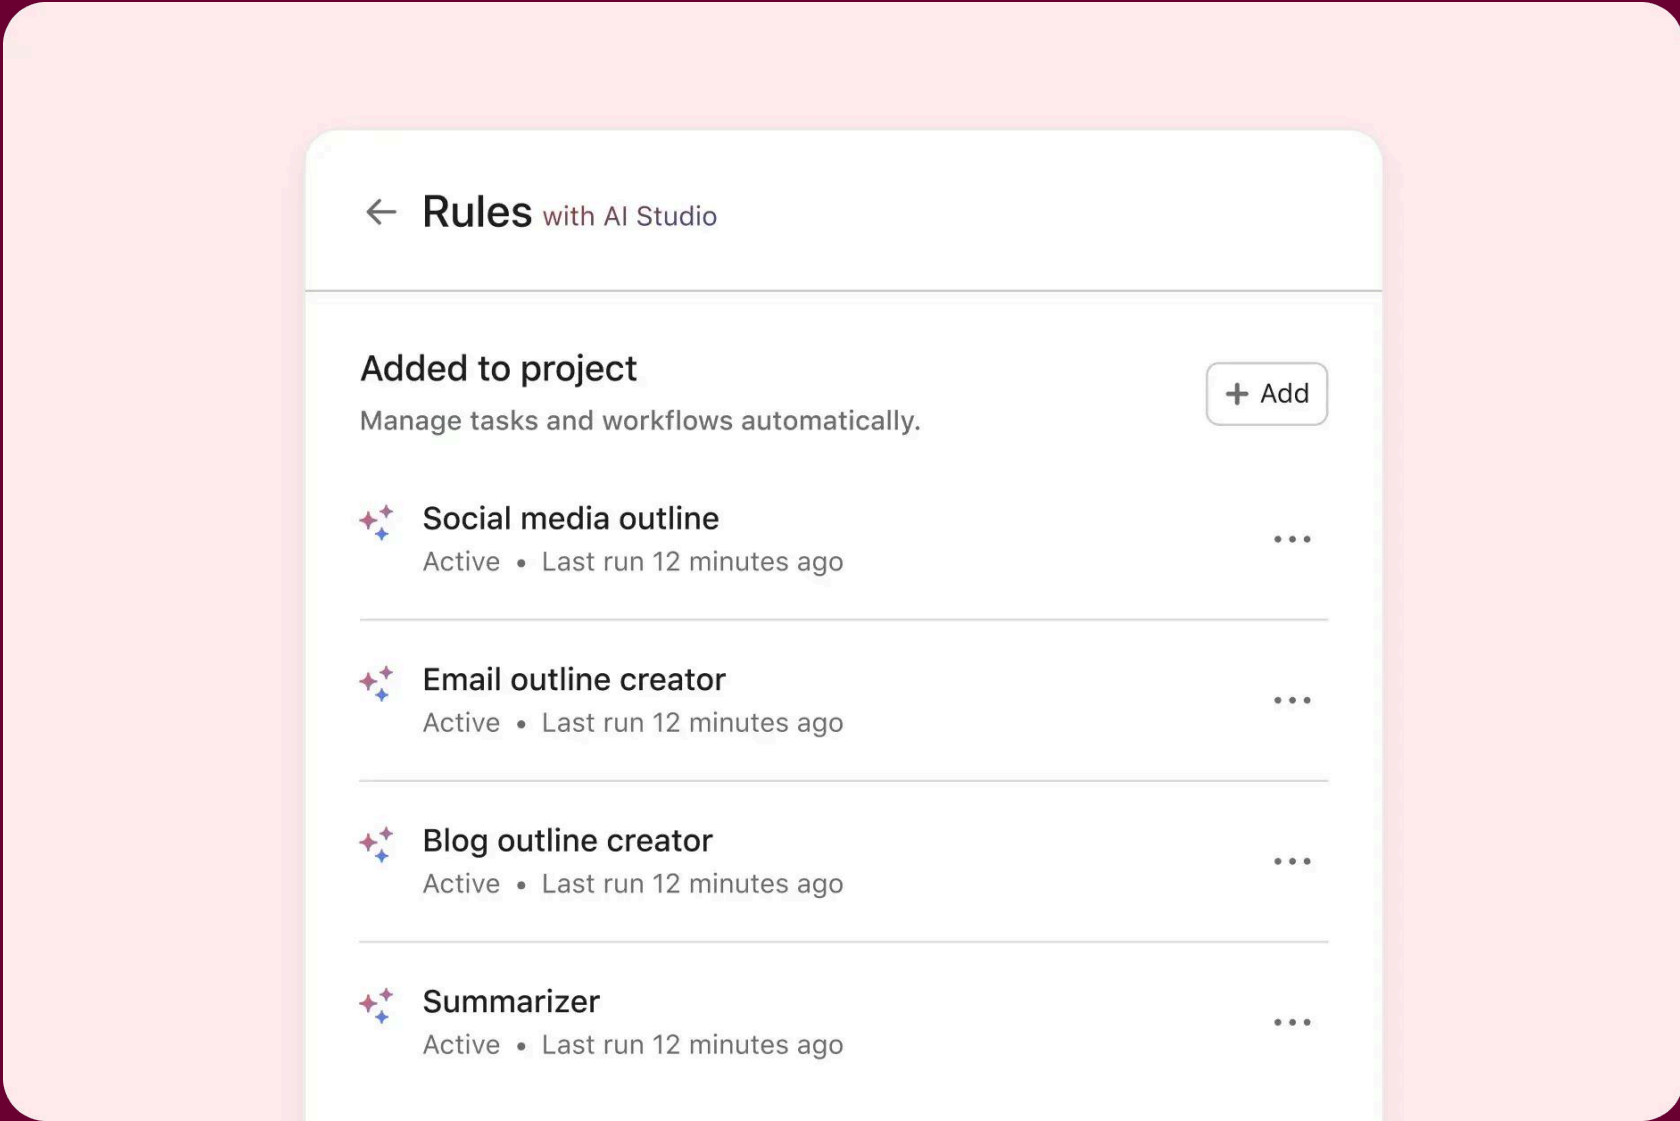 Rules with AI Studio
Added to project
+ Add
Manage tasks and workflows automatically.
Social media outline
Active • Last run 12 minutes ago
Email outline creator
Active • Last run 12 minutes ago
Blog outline creator
Active • Last run 12 minutes ago
Summarizer
Active • Last run 12 minutes ago